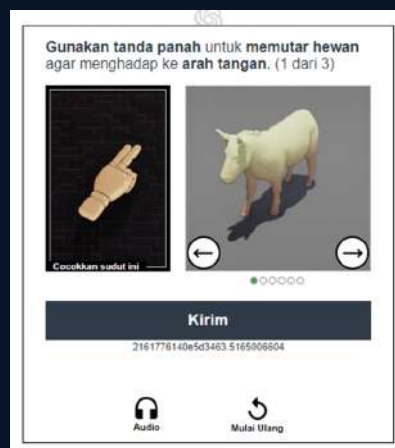 Gunakan tanda panah untuk memutar hewan
agar menghadap ke arah tangan. (1 dari 3)
Cocokkan sudut ini
Kirim
2161776140e5d3463.5165006604
Audio
Mulai Ulang